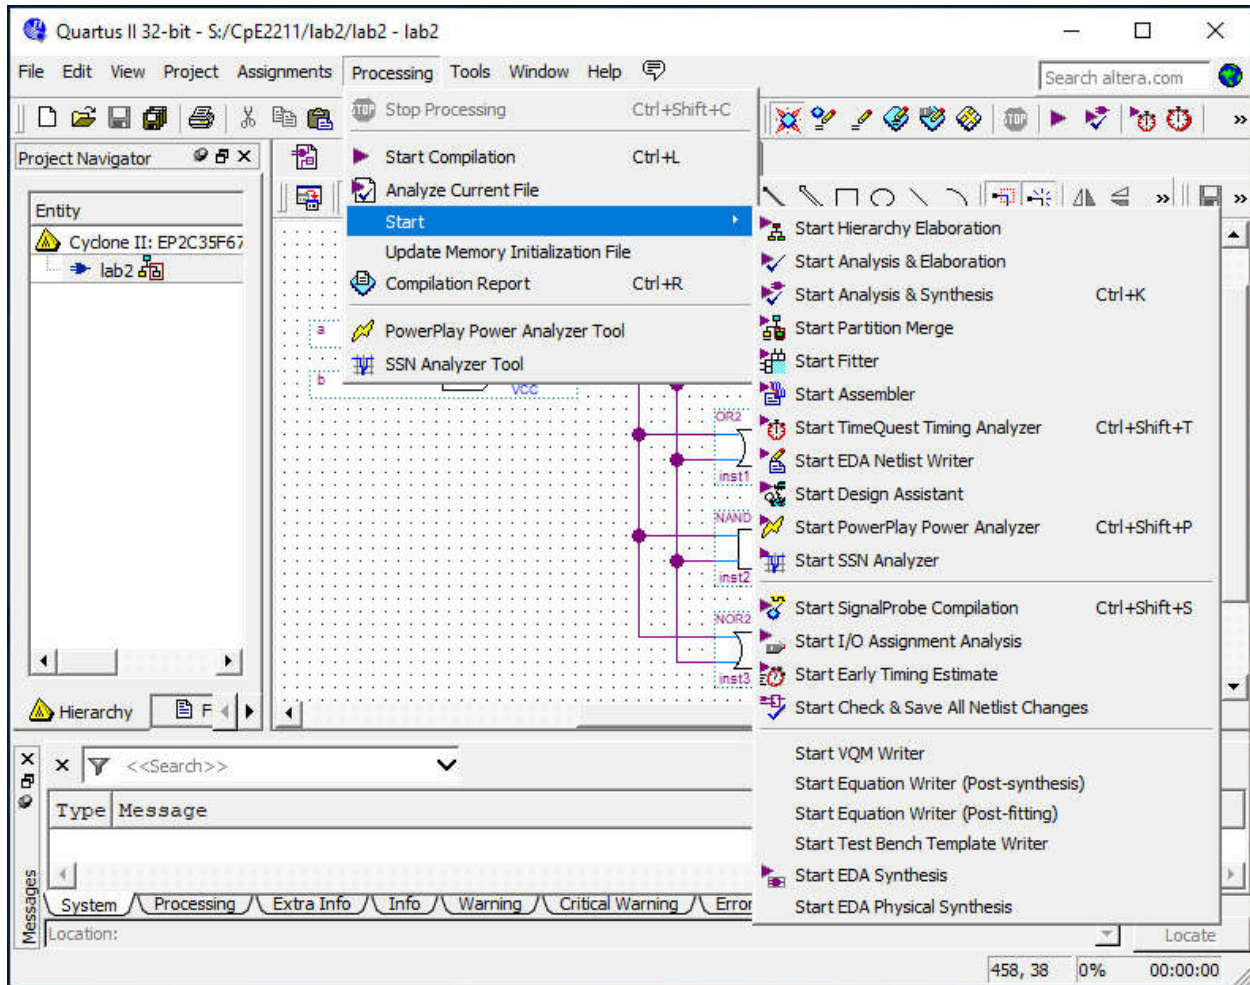 Quartus II 32-bit - S:/CpE2211/lab2/lab2 - lab2
File Edit View Project Assignments Processing Tools Window Help
Search altera.com
Stop Processing Ctrl+Shift+C
Start Compilation Ctrl+L
Analyze Current File
Start
Update Memory Initialization File
Compilation Report Ctrl+R
PowerPlay Power Analyzer Tool
SSN Analyzer Tool
STOP
»
Project Navigator
Entity
Cyclone II: EP2C35F67
lab2
Hierarchy
F
a
b
VCC
OR2
inst1
NAND
inst2
NOR2
inst3
» »
Start Hierarchy Elaboration
Start Analysis & Elaboration
Start Analysis & Synthesis Ctrl+K
Start Partition Merge
Start Fitter
Start Assembler
Start TimeQuest Timing Analyzer Ctrl+Shift+T
Start EDA Netlist Writer
Start Design Assistant
Start PowerPlay Power Analyzer Ctrl+Shift+P
Start SSN Analyzer
Start SignalProbe Compilation Ctrl+Shift+S
Start I/O Assignment Analysis
Start Early Timing Estimate
Start Check & Save All Netlist Changes
Start VQM Writer
Start Equation Writer (Post-synthesis)
Start Equation Writer (Post-fitting)
Start Test Bench Template Writer
Start EDA Synthesis
Start EDA Physical Synthesis
Messages
<<Search>>
Type Message
System Processing Extra Info Info Warning Critical Warning Error
Location:
Locate
458, 38 0% 00:00:00